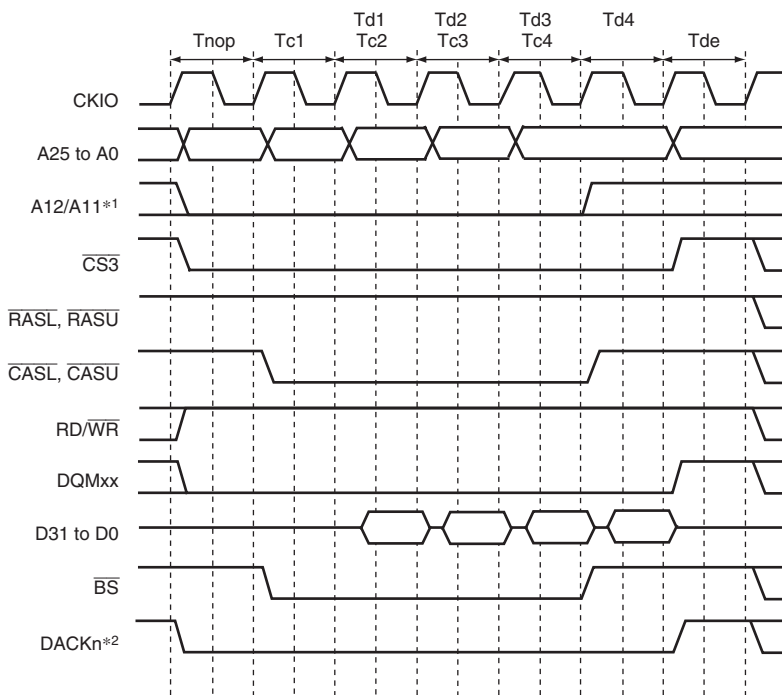 Td1 Td2 Td3 Td4
Tnop Tc1 Tc2 Tc3 Tc4 Tde
CKIO
A25 to A0
A12/A11*1
CS3
RASL, RASU
CASL, CASU
RD/WR
DQMxx
D31 to D0
BS
DACKn*2